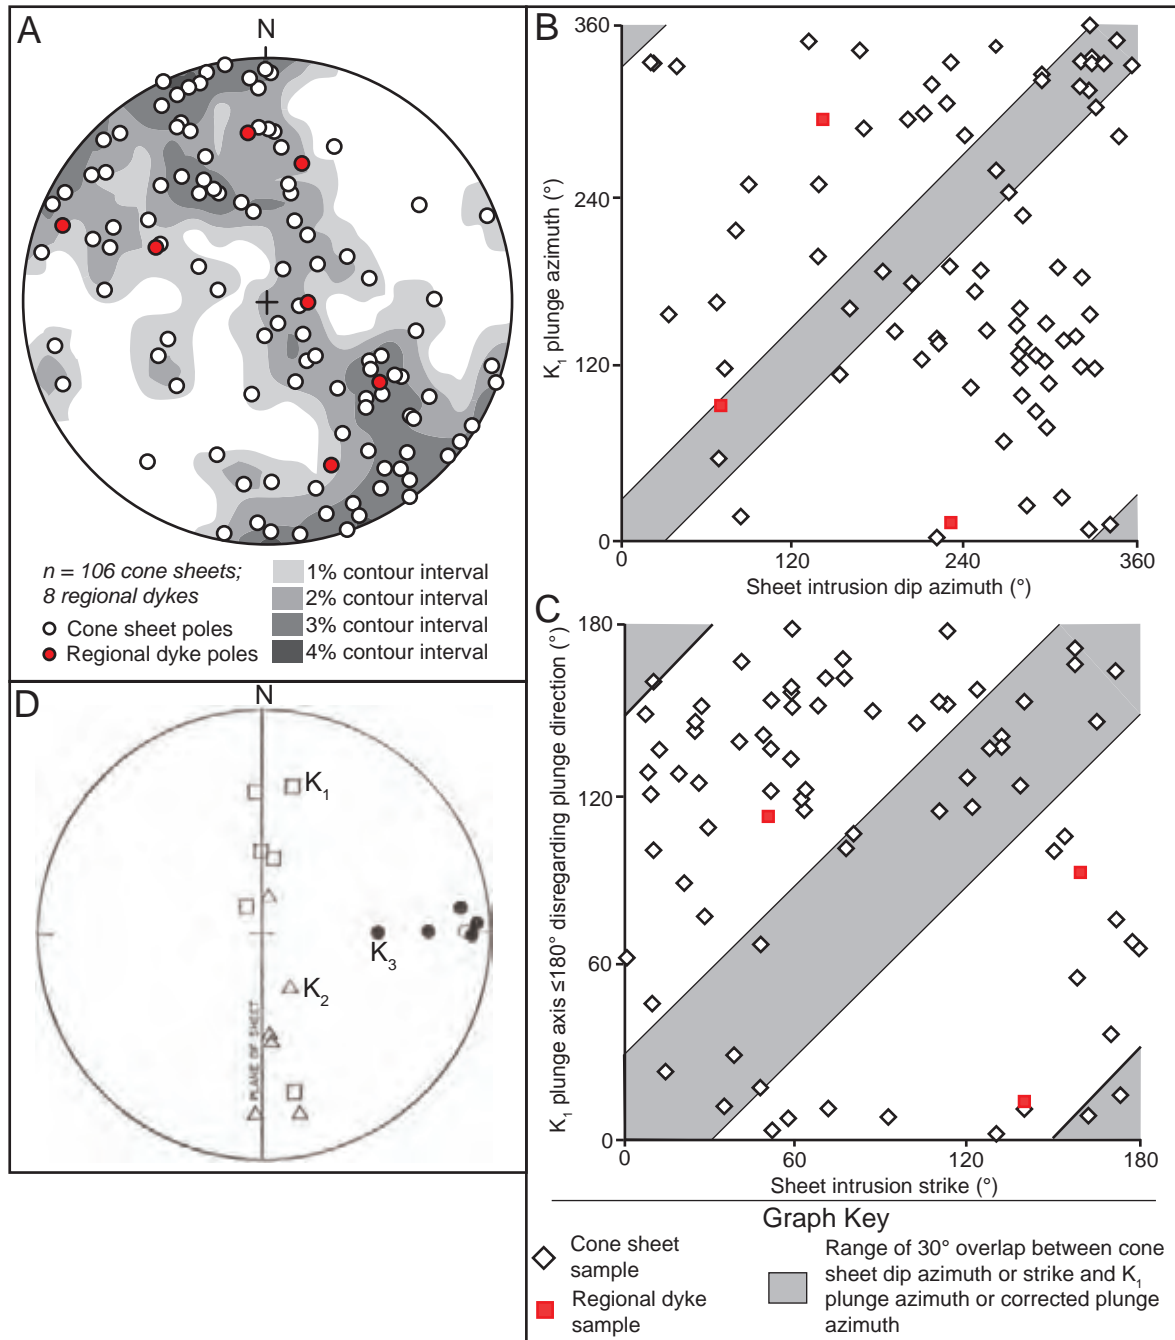 A
N
n = 106 cone sheets;
8 regional dykes
Cone sheet poles
Regional dyke poles
1% contour interval
2% contour interval
3% contour interval
4% contour interval
B
360
240
120
0
K₁ plunge azimuth (°)
0 120 240 360
Sheet intrusion dip azimuth (°)
C
180
120
60
0
K₁ plunge axis ≤180° disregarding plunge direction (°)
0 60 120 180
Sheet intrusion strike (°)
D
N
K₁
K₃
K₂
PLANE OF SHEET
Graph Key
Cone sheet
sample
Regional dyke
sample
Range of 30° overlap between cone
sheet dip azimuth or strike and K₁
plunge azimuth or corrected plunge
azimuth